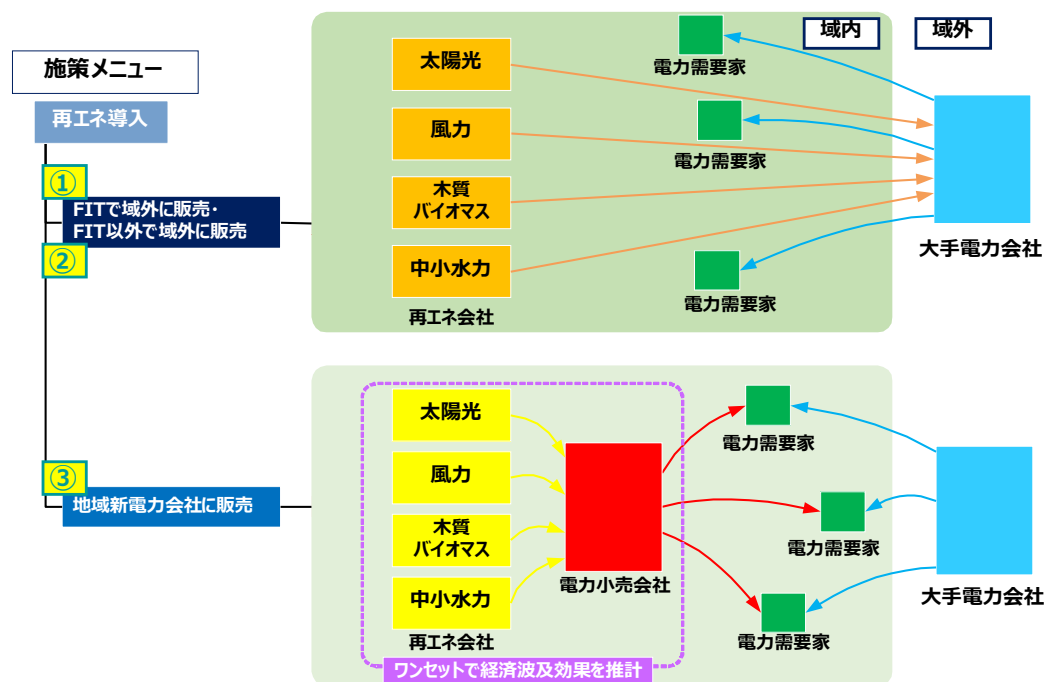 施策メニュー
再エネ導入
①
FITで域外に販売・
FIT以外で域外に販売
②
③
地域新電力会社に販売
域内
域外
太陽光
風力
木質
バイオマス
中小水力
再エネ会社
電力需要家
電力需要家
電力需要家
大手電力会社
太陽光
風力
木質
バイオマス
中小水力
再エネ会社
電力小売会社
電力需要家
電力需要家
電力需要家
大手電力会社
ワンセットで経済波及効果を推計